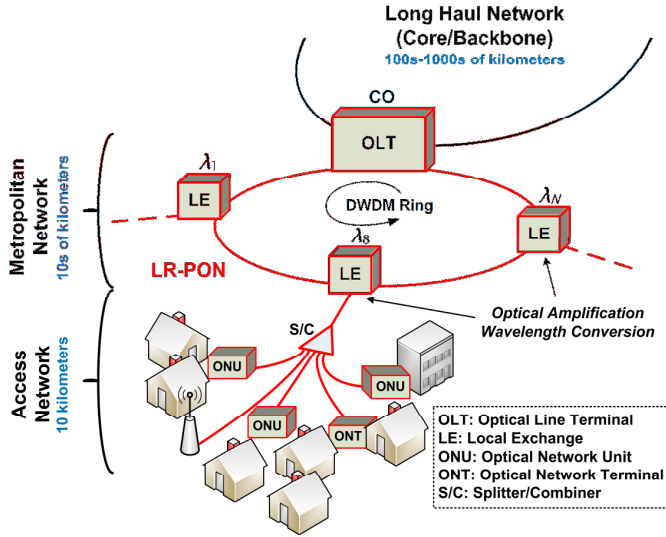 Long Haul Network
(Core/Backbone)
100s-1000s of kilometers
CO
OLT
Metropolitan
Network
10s of kilometers
λ1
LE
DWDM Ring
λN
LE
λ8
LE
LR-PON
Optical Amplification
Wavelength Conversion
S/C
Access
Network
10 kilometers
ONU
ONU
ONU
ONT
OLT: Optical Line Terminal
LE: Local Exchange
ONU: Optical Network Unit
ONT: Optical Network Terminal
S/C: Splitter/Combiner